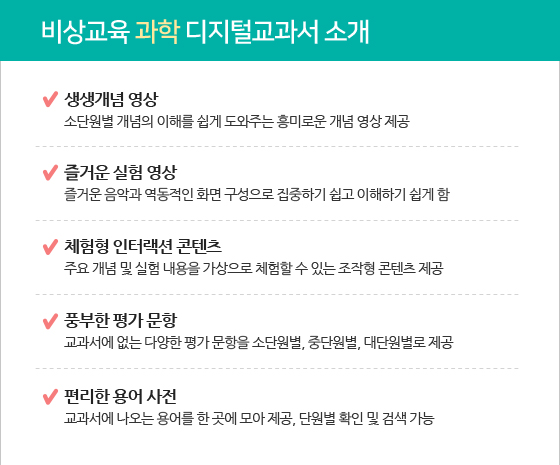 비상교육 과학 디지털교과서 소개
생생개념 영상
소단원별 개념의 이해를 쉽게 도와주는 흥미로운 개념 영상 제공
즐거운 실험 영상
즐거운 음악과 역동적인 화면 구성으로 집중하기 쉽고 이해하기 쉽게 함
체험형 인터랙션 콘텐츠
주요 개념 및 실험 내용을 가상으로 체험할 수 있는 조작형 콘텐츠 제공
풍부한 평가 문항
교과서에 없는 다양한 평가 문항을 소단원별, 중단원별, 대단원별로 제공
편리한 용어 사전
교과서에 나오는 용어를 한 곳에 모아 제공, 단원별 확인 및 검색 가능